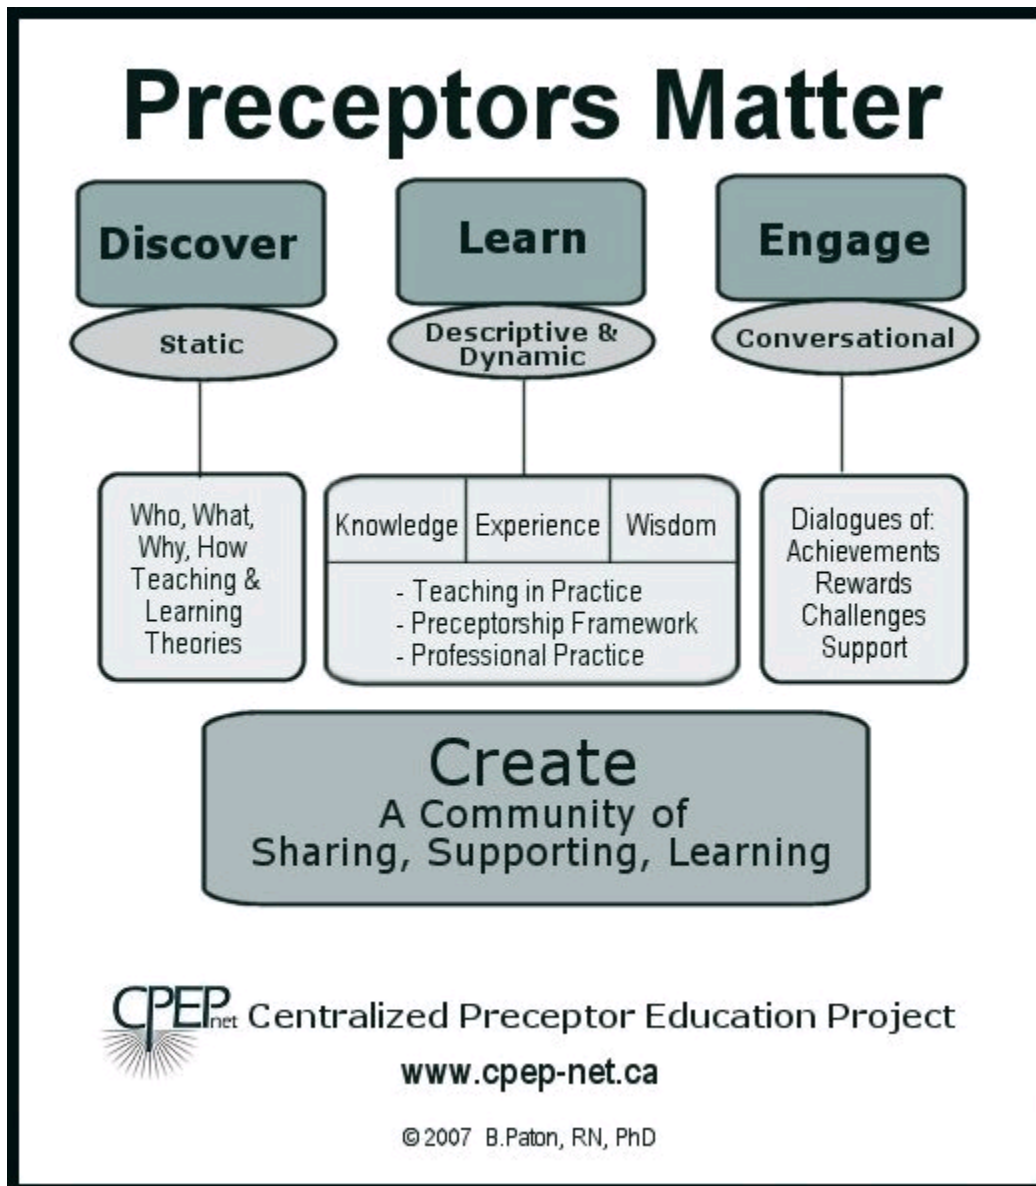 Preceptors Matter
Discover
Static
Who, What,
Why, How
Teaching &
Learning
Theories
Learn
Descriptive &
Dynamic
Knowledge Experience Wisdom
- Teaching in Practice
- Preceptorship Framework
- Professional Practice
Engage
Conversational
Dialogues of:
Achievements
Rewards
Challenges
Support
Create
A Community of
Sharing, Supporting, Learning
CPEPnet Centralized Preceptor Education Project
www.cpep-net.ca
© 2007 B.Paton, RN, PhD